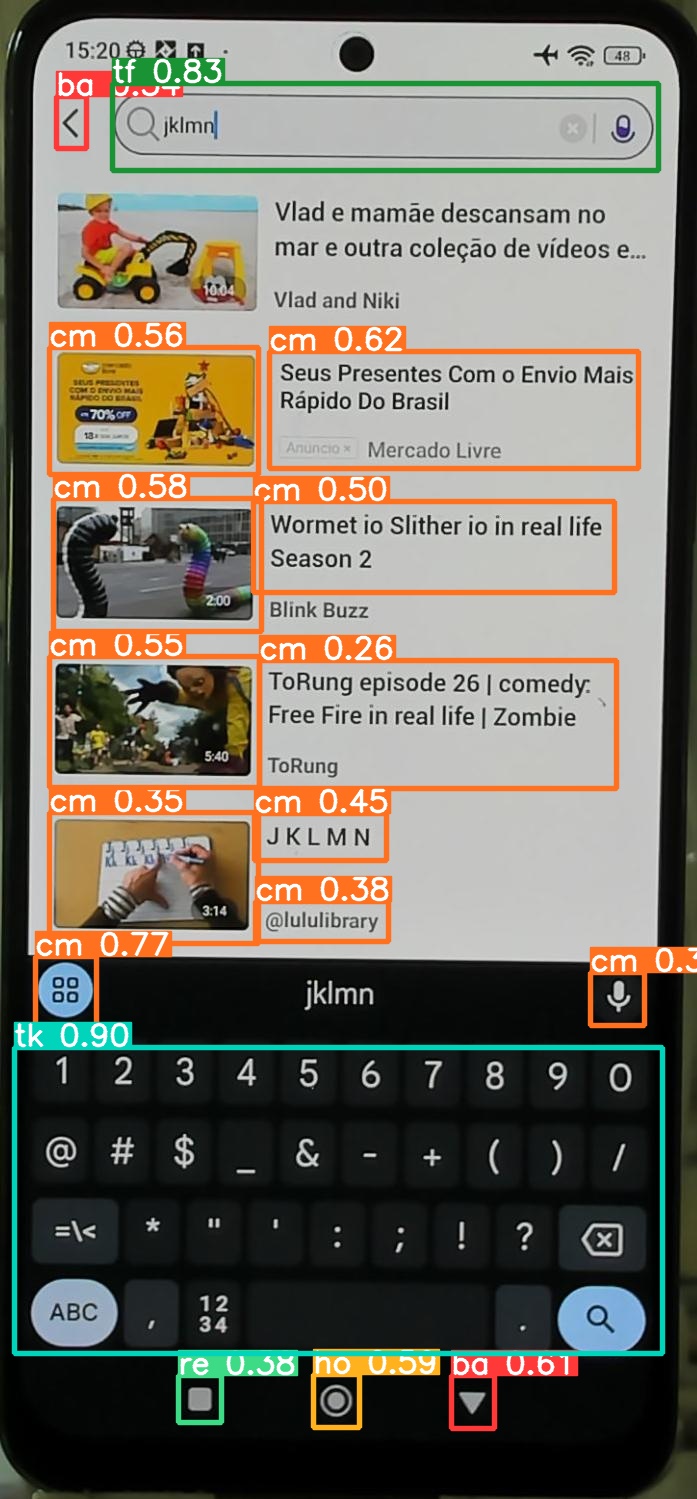 15:20
48
ba 0.54
tf 0.83
jklmn
Vlad e mamãe descansam no
mar e outra coleção de vídeos e...
Vlad and Niki
10:04
cm 0.56
cm 0.62
mercado
livre
SEUS PRESENTES
COM O ENVIO MAIS
RÁPIDO DO BRASIL
ATÉ 70% OFF
18x
Seus Presentes Com o Envio Mais
Rápido Do Brasil
Anúncio ×
Mercado Livre
cm 0.58
cm 0.50
2:00
Wormet io Slither io in real life
Season 2
Blink Buzz
cm 0.55
cm 0.26
5:40
ToRung episode 26 | comedy:
Free Fire in real life | Zombie
ToRung
cm 0.35
cm 0.45
3:14
J K L M N
cm 0.38
@lululibrary
cm 0.77
cm 0.3
jklmn
tk 0.90
1 2 3 4 5 6 7 8 9 0
@ # $ _ & - + ( ) /
=\< * " ' : ; ! ?
ABC , 12 .
34
re 0.38
ho 0.59
ba 0.61